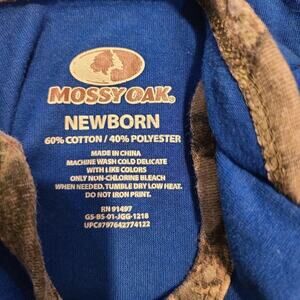 MOSSY OAK®
NEWBORN
60% COTTON / 40% POLYESTER
MADE IN CHINA
MACHINE WASH COLD DELICATE
WITH LIKE COLORS
ONLY NON-CHLORINE BLEACH
WHEN NEEDED. TUMBLE DRY LOW HEAT.
DO NOT IRON PRINT.
RN 91497
GS-BS-01-JGG-1218
UPC#797642774122